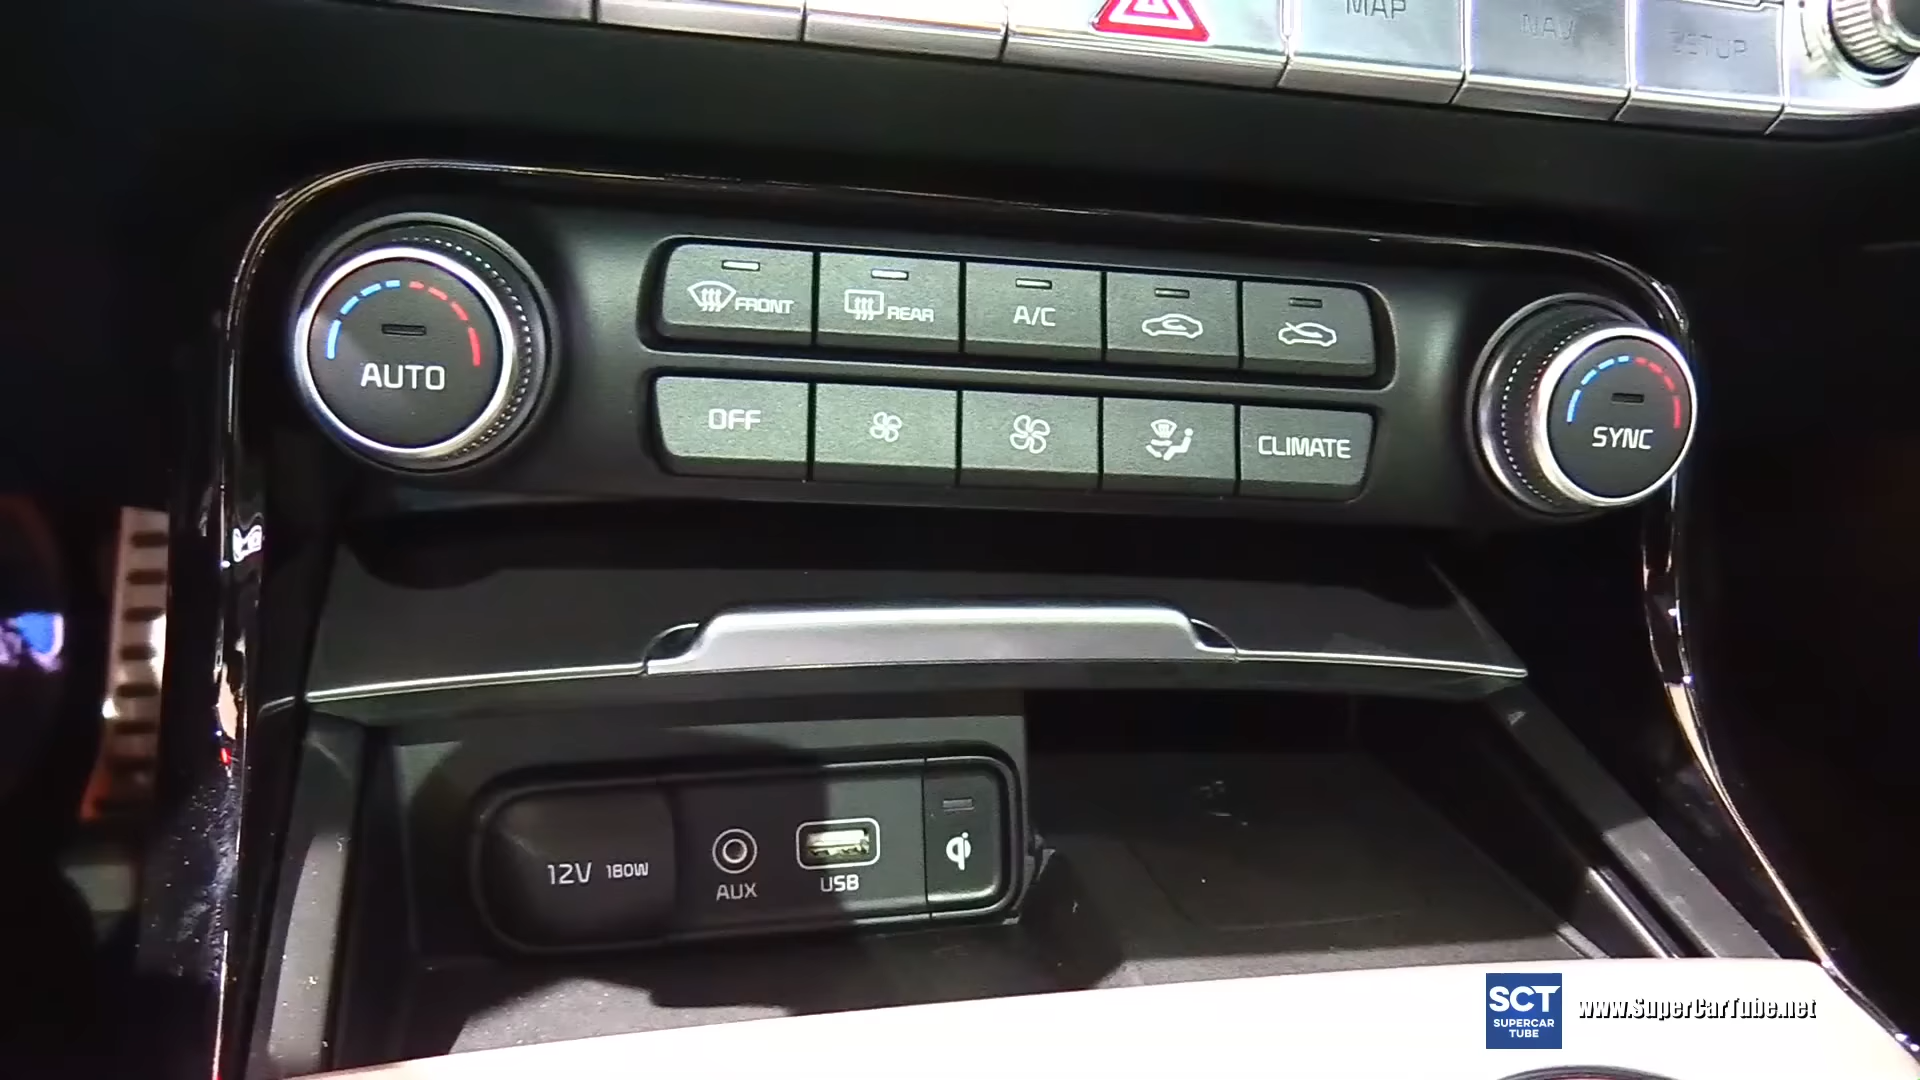 MAP
NAV
SETUP
FRONT
REAR
A/C
AUTO
OFF
CLIMATE
SYNC
12V 180W
AUX
USB
SCT
SUPERCAR
TUBE
www.SuperCarTube.net